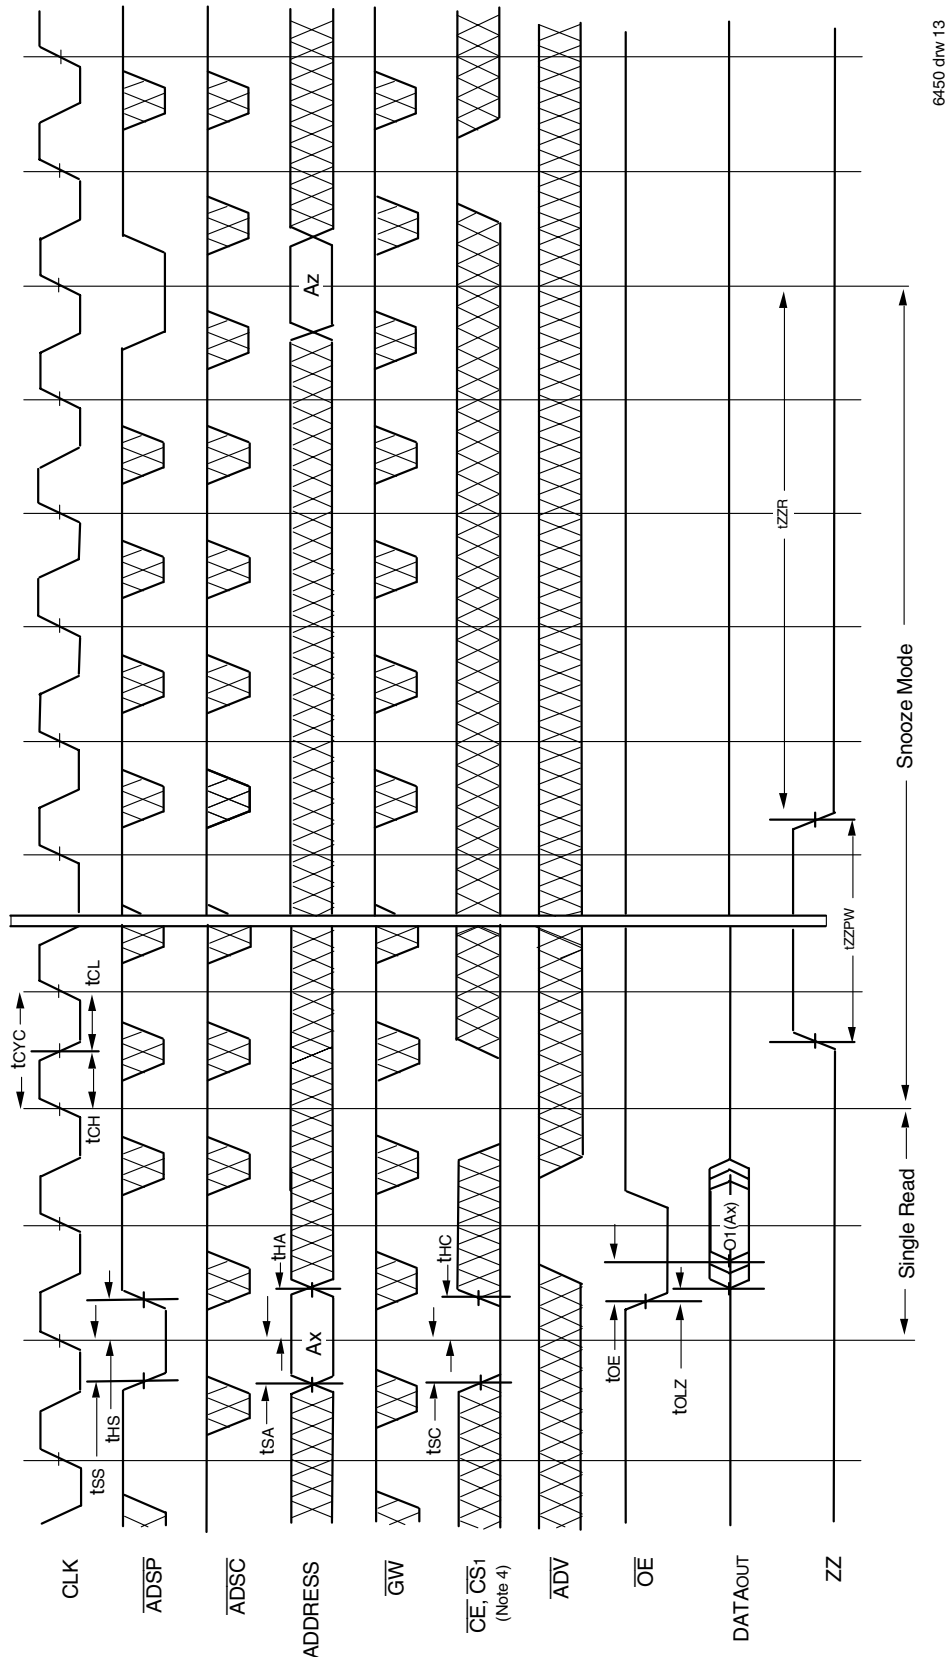 tCYC
tCH
tCL
CLK
tSS
tHS
ADSP
ADSC
tSA
tHA
ADDRESS
Ax
Az
GW
tSC
tHC
CE, CS1
(Note 4)
ADV
OE
tOE
tOLZ
DATAOUT
O1(Ax)
tZZR
tZZPW
ZZ
Single Read
Snooze Mode
6450 drw 13